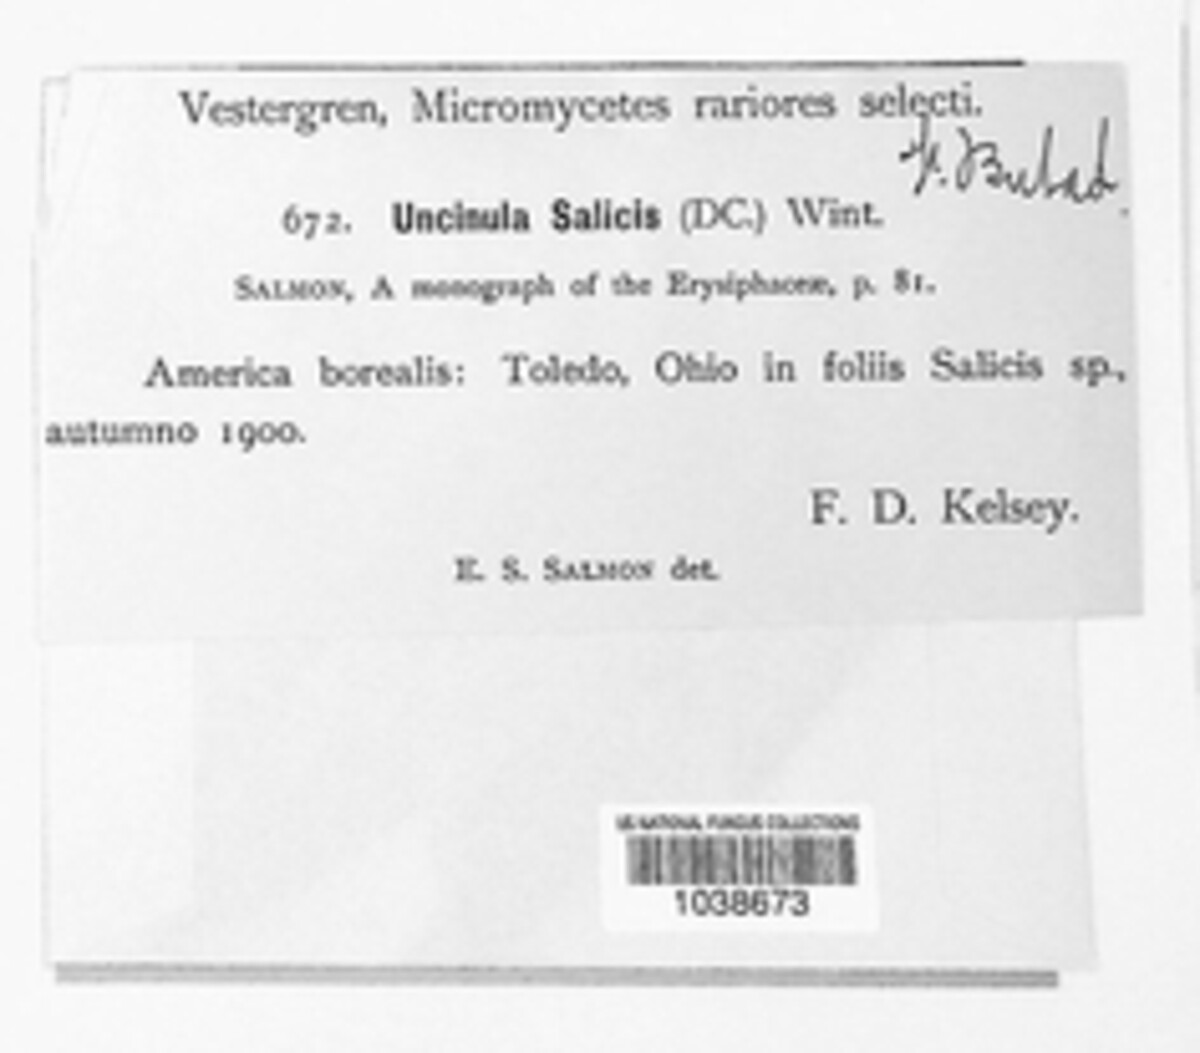 Vestergren, Micromycetes rariores selecti.
F. Bubak.
672. Uncinula Salicis (DC.) Wint.
SALMON, A monograph of the Erysiphaceæ, p. 81.
America borealis: Toledo, Ohio in foliis Salicis sp.,
autumno 1900.
F. D. Kelsey.
E. S. SALMON det.
US NATIONAL FUNGUS COLLECTIONS
1038673